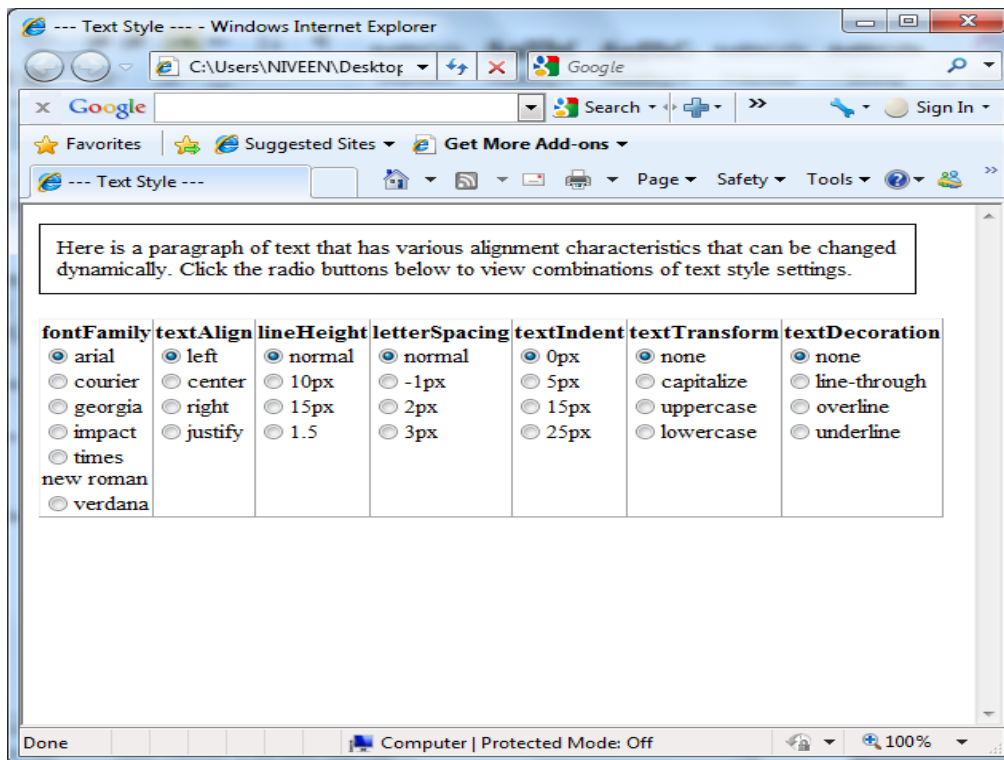 --- Text Style --- - Windows Internet Explorer
C:\Users\NIVEEN\Desktop
Google
x Google
Search
»
Sign In
Favorites
Suggested Sites
Get More Add-ons
--- Text Style ---
Page
Safety
Tools
»
Here is a paragraph of text that has various alignment characteristics that can be changed
dynamically. Click the radio buttons below to view combinations of text style settings.
fontFamily textAlign lineHeight letterSpacing textIndent textTransform textDecoration
arial left normal normal 0px none none
courier center 10px -1px 5px capitalize line-through
georgia right 15px 2px 15px uppercase overline
impact justify 1.5 3px 25px lowercase underline
times
new roman
verdana
Done
Computer | Protected Mode: Off
100%